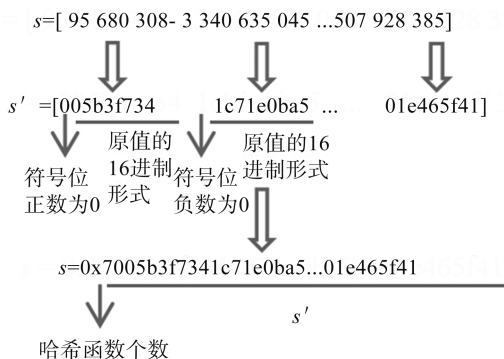 s=[ 95 680 308- 3 340 635 045 ...507 928 385]
s′ =[005b3f734 1c71e0ba5 ... 01e465f41]
符号位
正数为0
原值的
16进制
形式
符号位
负数为0
原值的16
进制形式
s=0x7005b3f7341c71e0ba5...01e465f41
s′
哈希函数个数